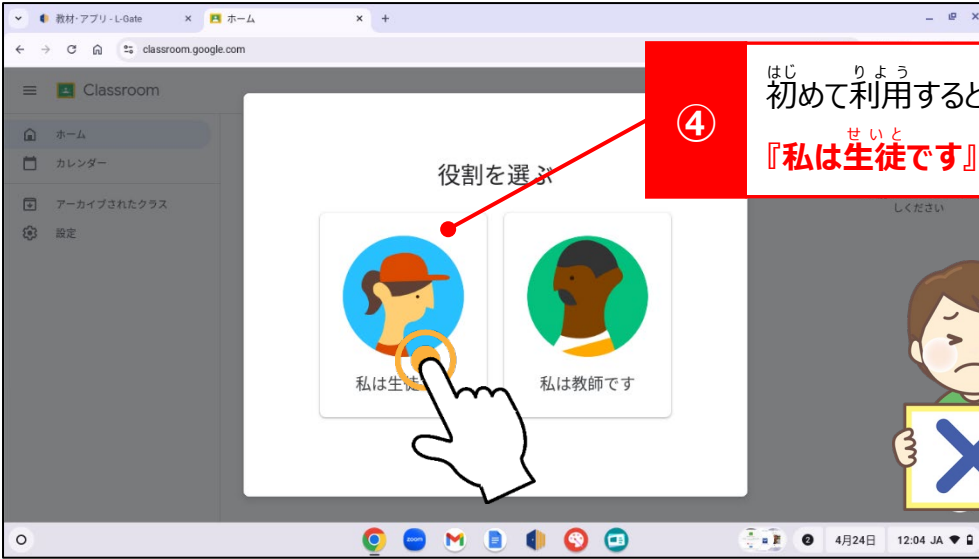 教材・アプリ - L-Gate
ホーム
classroom.google.com
Classroom
ホーム
カレンダー
アーカイブされたクラス
設定
役割を選ぶ
私は生徒
私は教師です
④
はじ りよう
初めて利用すると
せいと
『私は生徒です』
しください
zoom
2
4月24日
12:04 JA